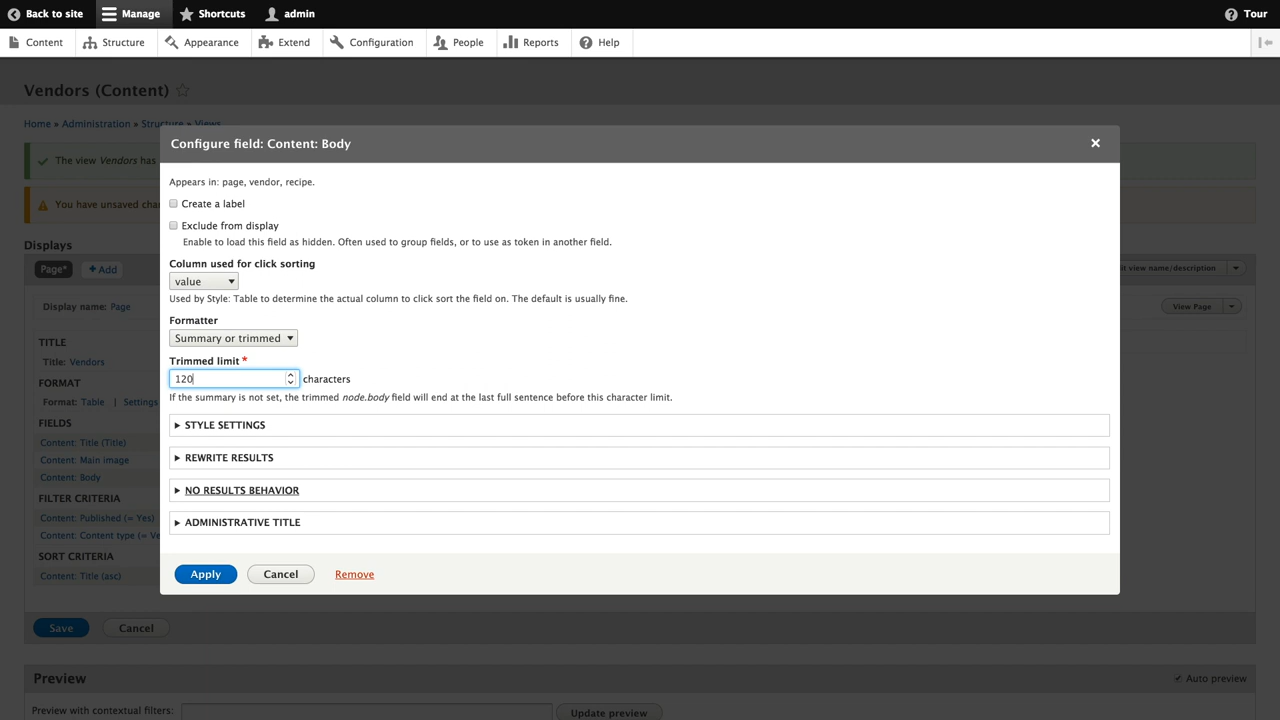 Back to site Manage Shortcuts admin Tour
Content Structure Appearance Extend Configuration People Reports Help
Vendors (Content)
Home » Administration » Structure » Views
Configure field: Content: Body
The view Vendors has
Appears in: page, vendor, recipe.
You have unsaved
Create a label
Exclude from display
Enable to load this field as hidden. Often used to group fields, or to use as token in another field.
Displays
Column used for click sorting
Page* + Add view name/description
value
Used by Style: Table to determine the actual column to click sort the field on. The default is usually fine.
Display name: Page View Page
Formatter
Summary or trimmed
TITLE
Title: Vendors
Trimmed limit *
120 characters
If the summary is not set, the trimmed node.body field will end at the last full sentence before this character limit.
FORMAT
Format: Table | Settings
FIELDS
STYLE SETTINGS
Content: Title (Title)
Content: Main image
REWRITE RESULTS
Content: Body
FILTER CRITERIA
NO RESULTS BEHAVIOR
Content: Published (= Yes)
ADMINISTRATIVE TITLE
Content: Content type (= Ve
SORT CRITERIA
Content: Title (asc)
Apply Cancel Remove
Save Cancel
Preview Auto preview
Preview with contextual filters: Update preview